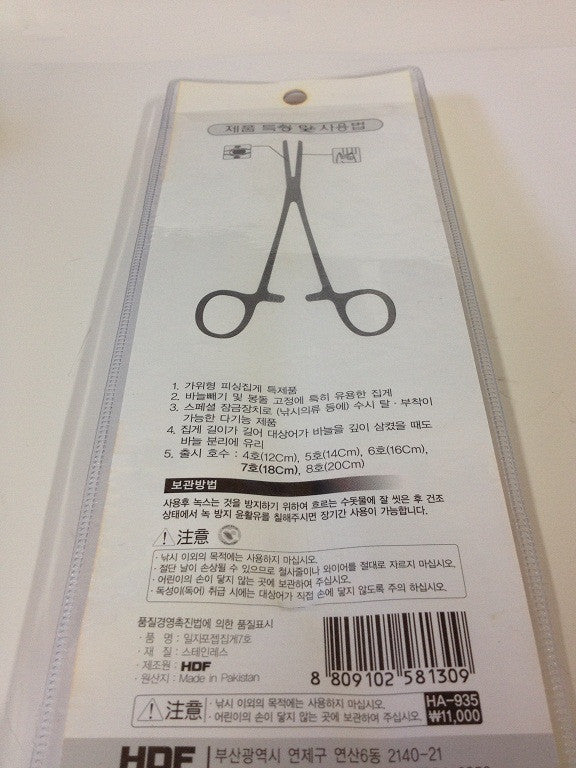 제품 특징 및 사용법
1. 가위형 피싱집게 특제품
2. 바늘빼기 및 봉돌 고정에 특히 유용한 집게
3. 스페셜 잠금장치로 (낚시의류 등에) 수시 탈·부착이
가능한 다기능 제품
4. 집게 길이가 길어 대상어가 바늘을 깊이 삼켰을 때도
바늘 분리에 유리
5. 출시 호수 : 4호(12Cm), 5호(14Cm), 6호(16Cm),
7호(18Cm), 8호(20Cm)
보관방법
사용후 녹스는 것을 방지하기 위하여 흐르는 수돗물에 잘 씻은 후 건조
상태에서 녹 방지 윤활유를 칠해주시면 장기간 사용이 가능합니다.
注意
· 낚시 이외의 목적에는 사용하지 마십시오.
· 절단 날이 손상될 수 있으므로 철사줄이나 와이어를 절대로 자르지 마십시오.
· 어린이의 손이 닿지 않는 곳에 보관하여 주십시오.
· 독성이(독어) 취급 시에는 대상어가 직접 손에 닿지 않도록 주의 하십시오.
품질경영촉진법에 의한 품질표시
· 품 명 : 일자포켓집게7호
· 재 질 : 스테인레스
· 제조원 : HDF
· 원산지 : Made in Pakistan
8 809102 581309
注意
· 낚시 이외의 목적에는 사용하지 마십시오.
· 어린이의 손이 닿지 않는 곳에 보관하여 주십시오.
HA-935
₩11,000
HDF
부산광역시 연제구 연산6동 2140-21